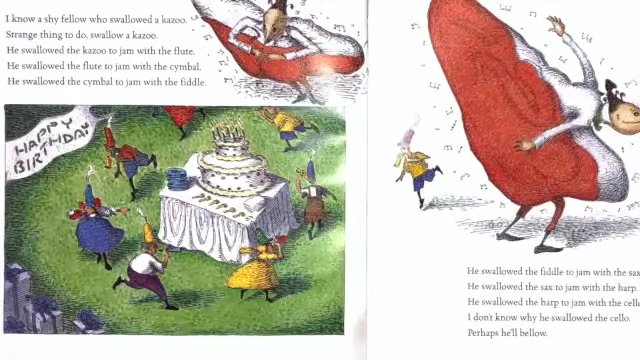 I know a shy fellow who swallowed a kazoo.
Strange thing to do, swallow a kazoo.
He swallowed the kazoo to jam with the flute.
He swallowed the flute to jam with the cymbal.
He swallowed the cymbal to jam with the fiddle.
HAPPY
BIRTHDAY
He swallowed the fiddle to jam with the sax
He swallowed the sax to jam with the harp.
He swallowed the harp to jam with the cello
I don't know why he swallowed the cello.
Perhaps he'll bellow.